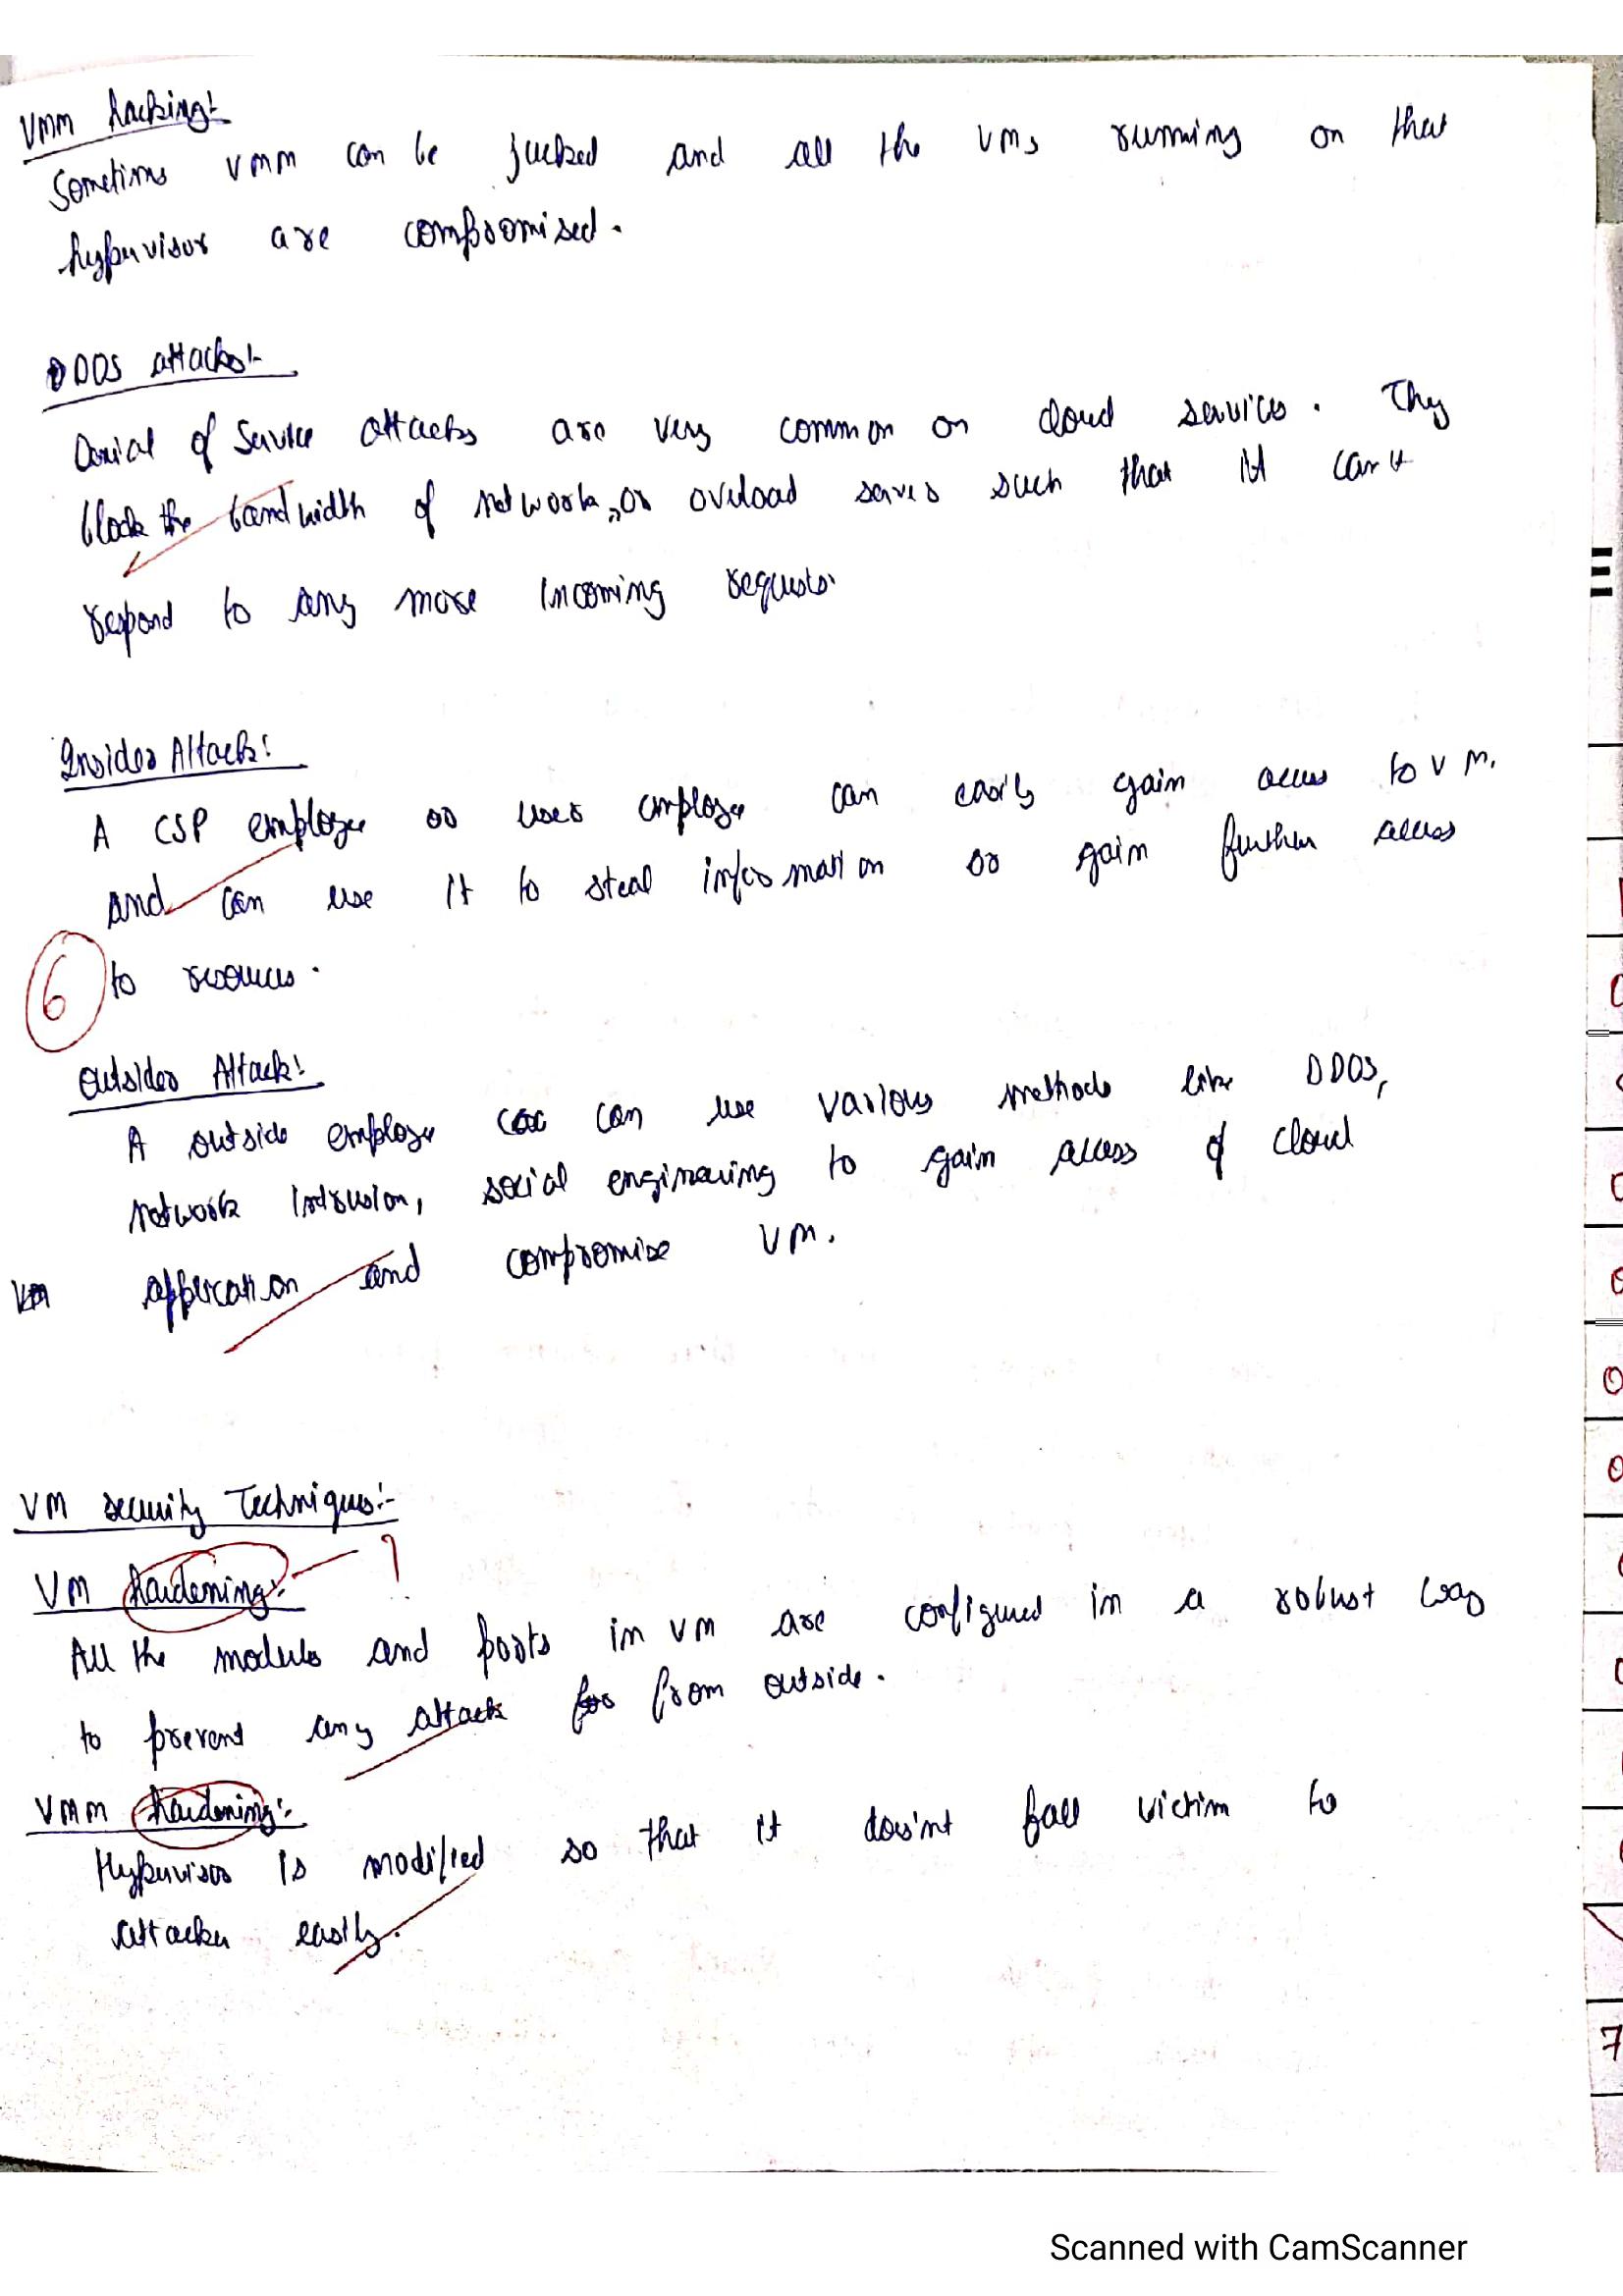 VMM hacking:
Sometimes VMM can be jacked and all the VMs running on that
hypervisor are compromised.
DDOS attacks:-
Denial of Service attacks are very common on cloud services. They
block the bandwidth of network, or overload servers such that it can't
respond to any more incoming requests.
Insider Attack:
A CSP employee or user employee can easily gain access to VM.
and can use it to steal information or gain further access
6 to resources.
Outsider Attack:
A outside employee can use various methods like DDOS,
network intrusion, social engineering to gain access of cloud
VM application and compromise VM.
VM security Techniques:-
VM hardening:- ?
All the modules and ports in VM are configured in a robust way
to prevent any attack from outside.
VMM hardening:-
Hypervisor is modified so that it does'nt fall victim to
attacker easily.
7
Scanned with CamScanner